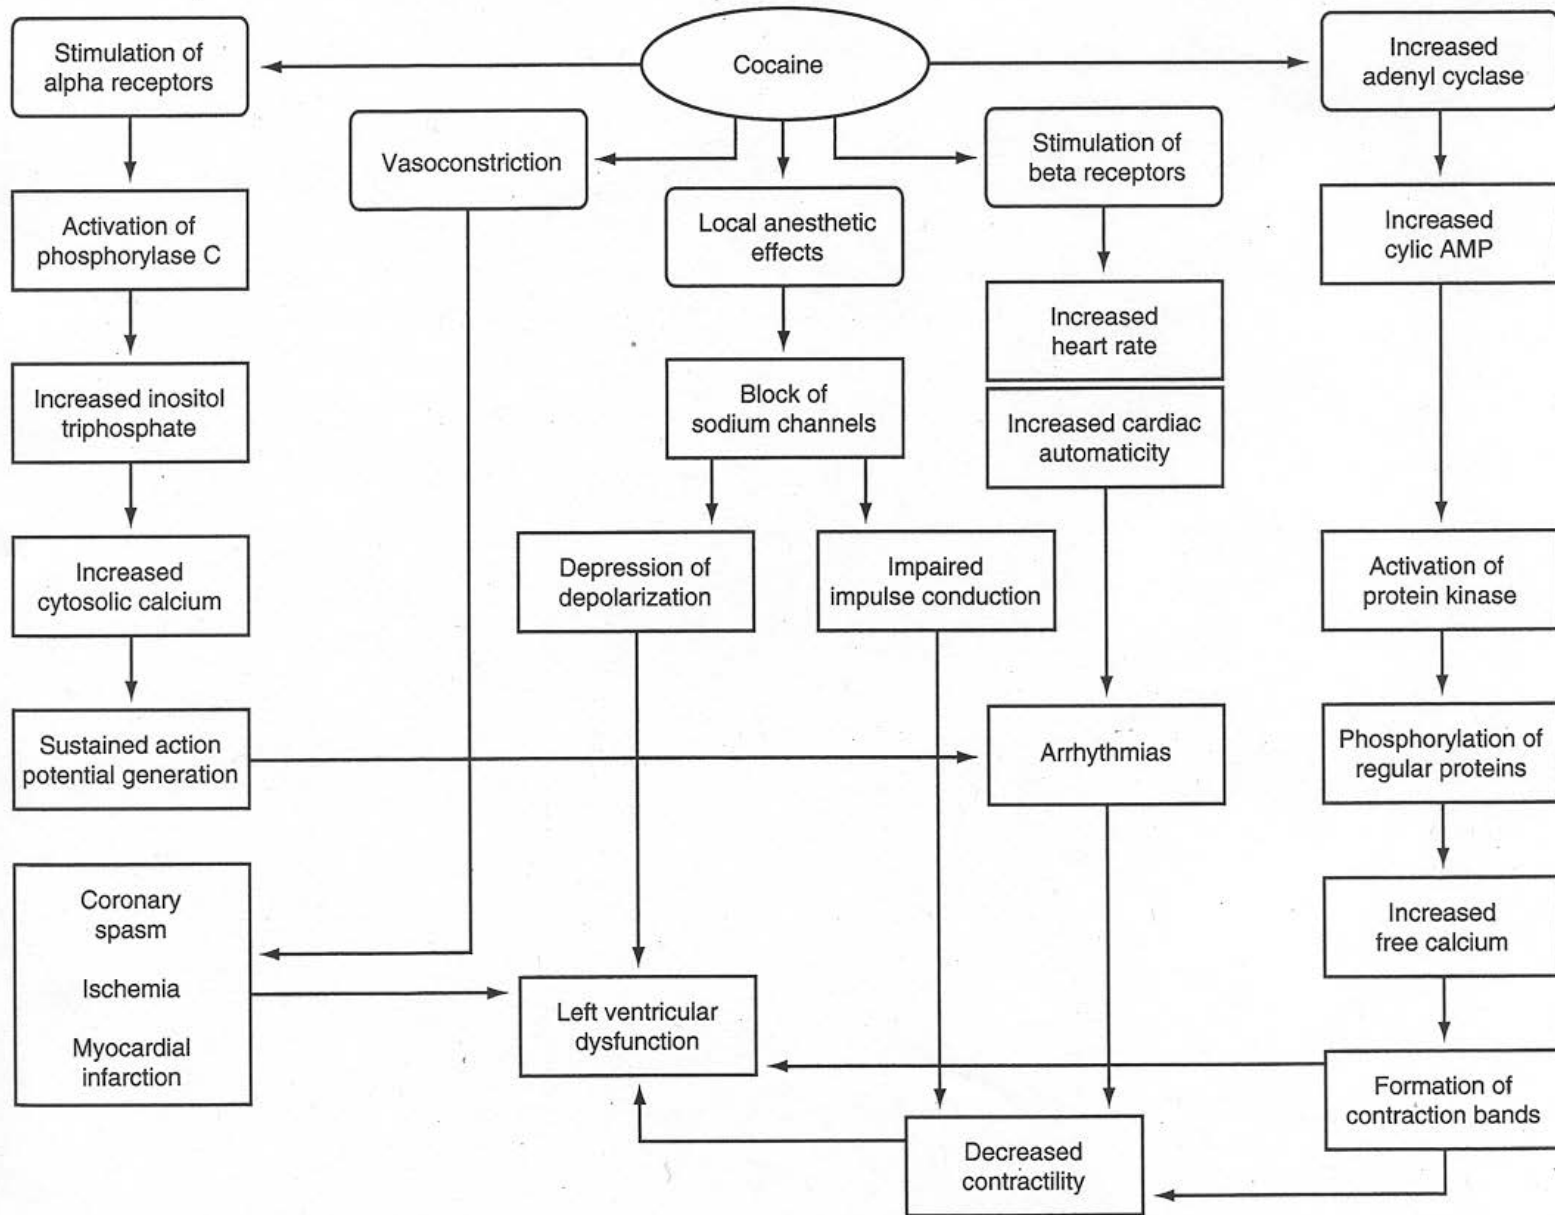 Cocaine
Stimulation of
alpha receptors
Increased
adenyl cyclase
Vasoconstriction
Stimulation of
beta receptors
Local anesthetic
effects
Activation of
phosphorylase C
Increased
cylic AMP
Increased
heart rate
Increased inositol
triphosphate
Block of
sodium channels
Increased cardiac
automaticity
Increased
cytosolic calcium
Depression of
depolarization
Impaired
impulse conduction
Activation of
protein kinase
Sustained action
potential generation
Arrhythmias
Phosphorylation of
regular proteins
Coronary
spasm
Ischemia
Myocardial
infarction
Increased
free calcium
Left ventricular
dysfunction
Formation of
contraction bands
Decreased
contractility